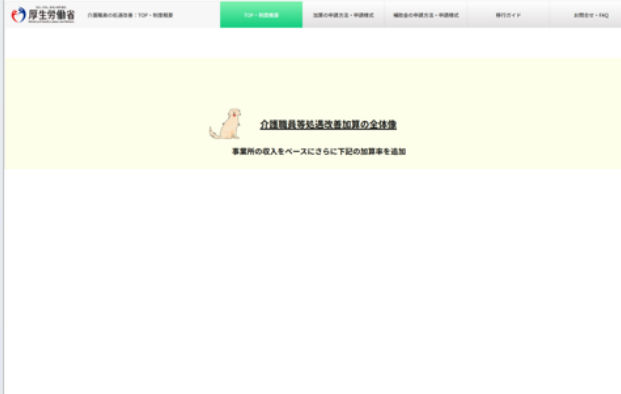 厚生労働省
介護職員の処遇改善：TOP・制度概要
TOP・制度概要
加算の申請方法・申請様式
補助金の申請方法・申請様式
移行ガイド
お問合せ・FAQ
介護職員等処遇改善加算の全体像
事業所の収入をベースにさらに下記の加算率を追加